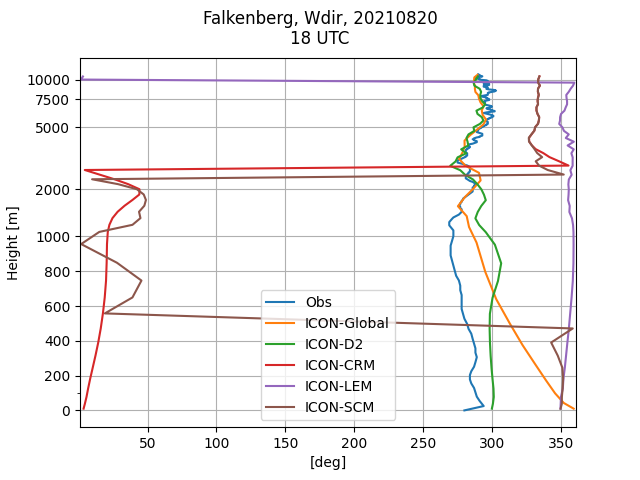 Falkenberg, Wdir, 20210820
18 UTC
Height [m]
10000
7500
5000
2000
1000
800
600
400
200
0
Obs
ICON-Global
ICON-D2
ICON-CRM
ICON-LEM
ICON-SCM
50 100 150 200 250 300 350
[deg]